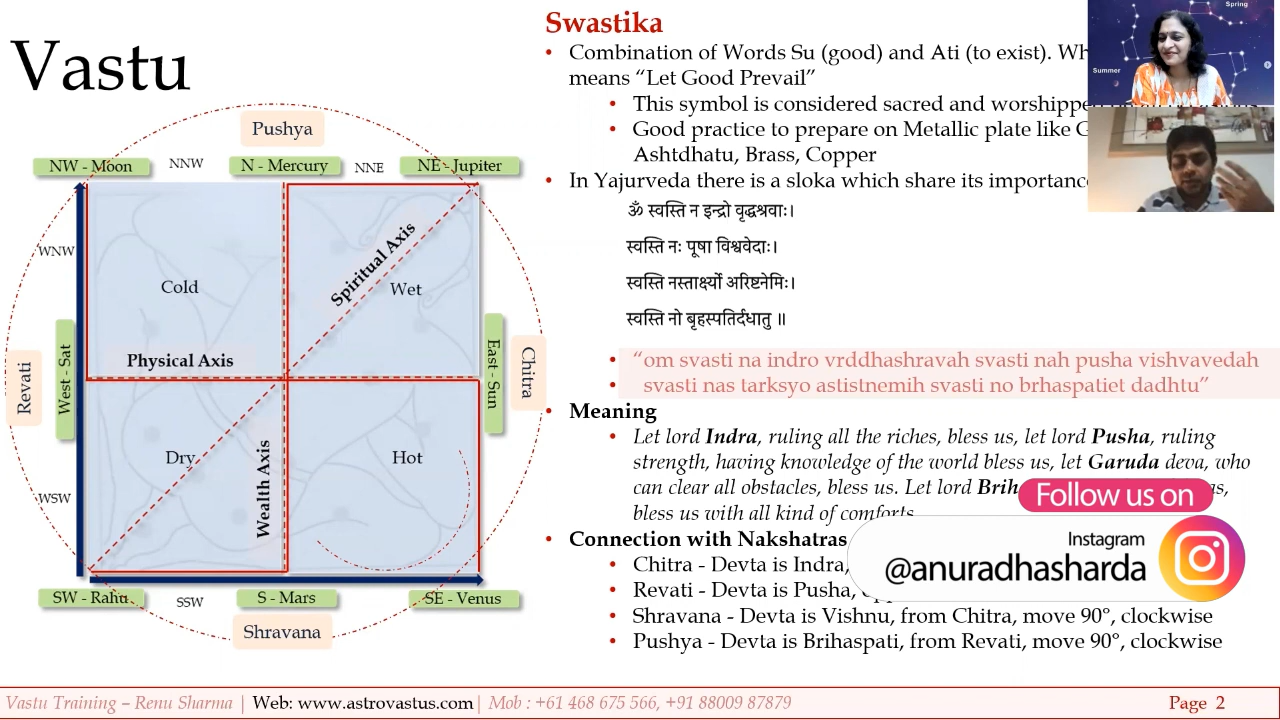 Vastu
Pushya
NW - Moon
NNW
N - Mercury
NNE
NE - Jupiter
WNW
Cold
Spiritual Axis
Wet
Physical Axis
Revati
West - Sat
East - Sun
Chitra
Dry
Wealth Axis
Hot
WSW
SW - Rahu
SSW
S - Mars
SE - Venus
Shravana
Swastika
Combination of Words Su (good) and Ati (to exist). Wh
means “Let Good Prevail”
This symbol is considered sacred and worshippe
Good practice to prepare on Metallic plate like G
Ashtdhatu, Brass, Copper
In Yajurveda there is a sloka which share its importanc
ॐ स्वस्ति न इन्द्रो वृद्धश्रवाः।
स्वस्ति नः पूषा विश्ववेदाः।
स्वस्ति नस्तार्क्ष्यो अरिष्टनेमिः।
स्वस्ति नो बृहस्पतिर्दधातु ॥
“om svasti na indro vrddhashravah svasti nah pusha vishvavedah
svasti nas tarksyo astistnemih svasti no brhaspatiet dadhtu”
Meaning
Let lord Indra, ruling all the riches, bless us, let lord Pusha, ruling
strength, having knowledge of the world bless us, let Garuda deva, who
can clear all obstacles, bless us. Let lord Brih as,
bless us with all kind of comforts
Connection with Nakshatras
Chitra - Devta is Indra,
Revati - Devta is Pusha,
Shravana - Devta is Vishnu, from Chitra, move 90°, clockwise
Pushya - Devta is Brihaspati, from Revati, move 90°, clockwise
Spring
Summer
Follow us on
Instagram
@anuradhasharda
Vastu Training – Renu Sharma | Web: www.astrovastus.com | Mob : +61 468 675 566, +91 88009 87879
Page 2